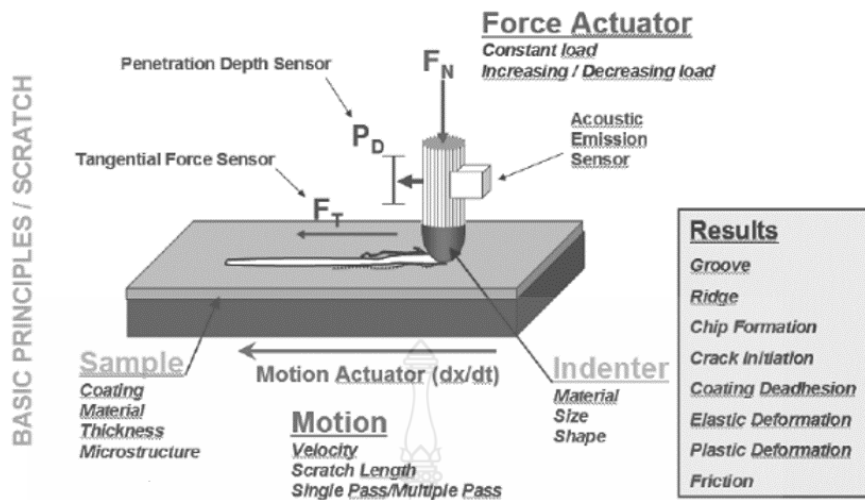 BASIC PRINCIPLES / SCRATCH
Force Actuator
Constant load
Increasing / Decreasing load
F_N
Penetration Depth Sensor
P_D
Acoustic
Emission
Sensor
Tangential Force Sensor
F_T
Results
Groove
Ridge
Chip Formation
Crack Initiation
Coating Deadhesion
Elastic Deformation
Plastic Deformation
Friction
Sample
Coating
Material
Thickness
Microstructure
Motion Actuator (dx/dt)
Motion
Velocity
Scratch Length
Single Pass/Multiple Pass
Indenter
Material
Size
Shape